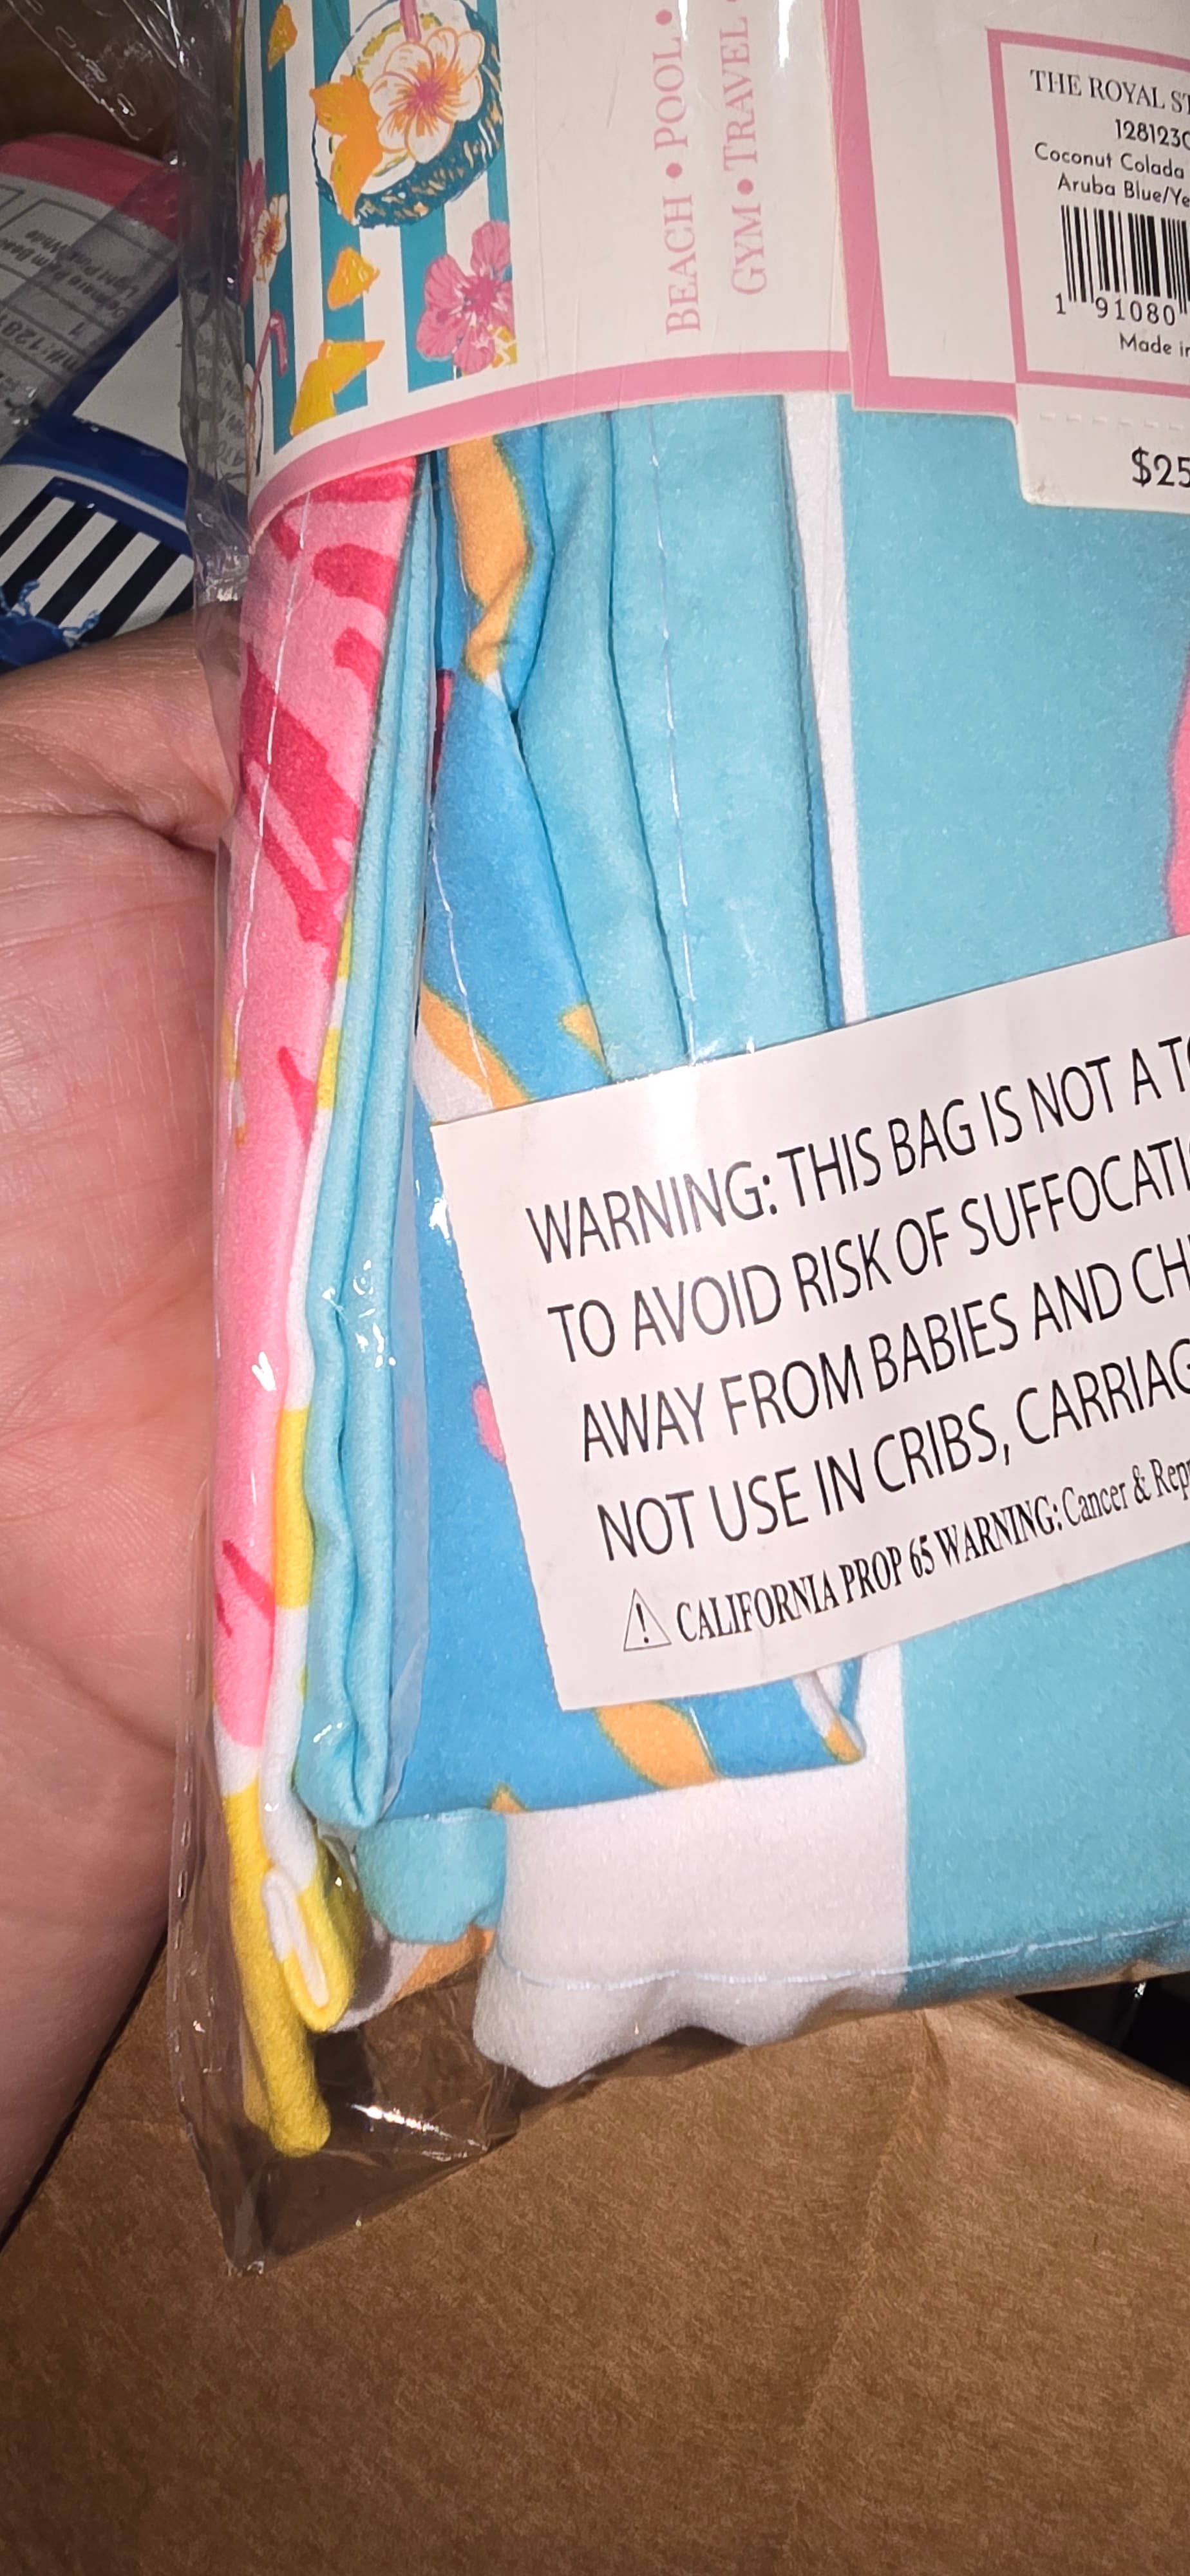 BEACH • POOL •
GYM • TRAVEL
THE ROYAL ST
128123
Coconut Colada
Aruba Blue/Ye
1 91080
Made in
$25
WARNING: THIS BAG IS NOT A TO
TO AVOID RISK OF SUFFOCATI
AWAY FROM BABIES AND CH
NOT USE IN CRIBS, CARRIAG
CALIFORNIA PROP 65 WARNING: Cancer & Rep